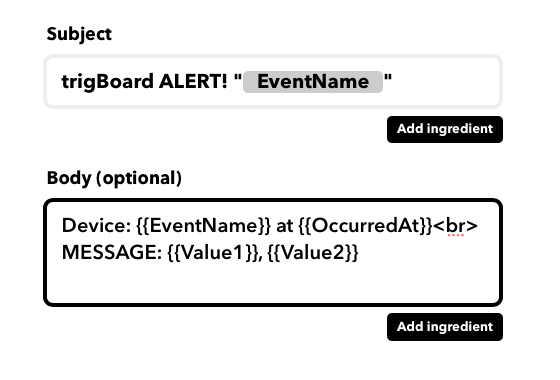 Subject
trigBoard ALERT! "EventName"
Add ingredient
Body (optional)
Device: {{EventName}} at {{OccurredAt}}<br>
MESSAGE: {{Value1}}, {{Value2}}
Add ingredient